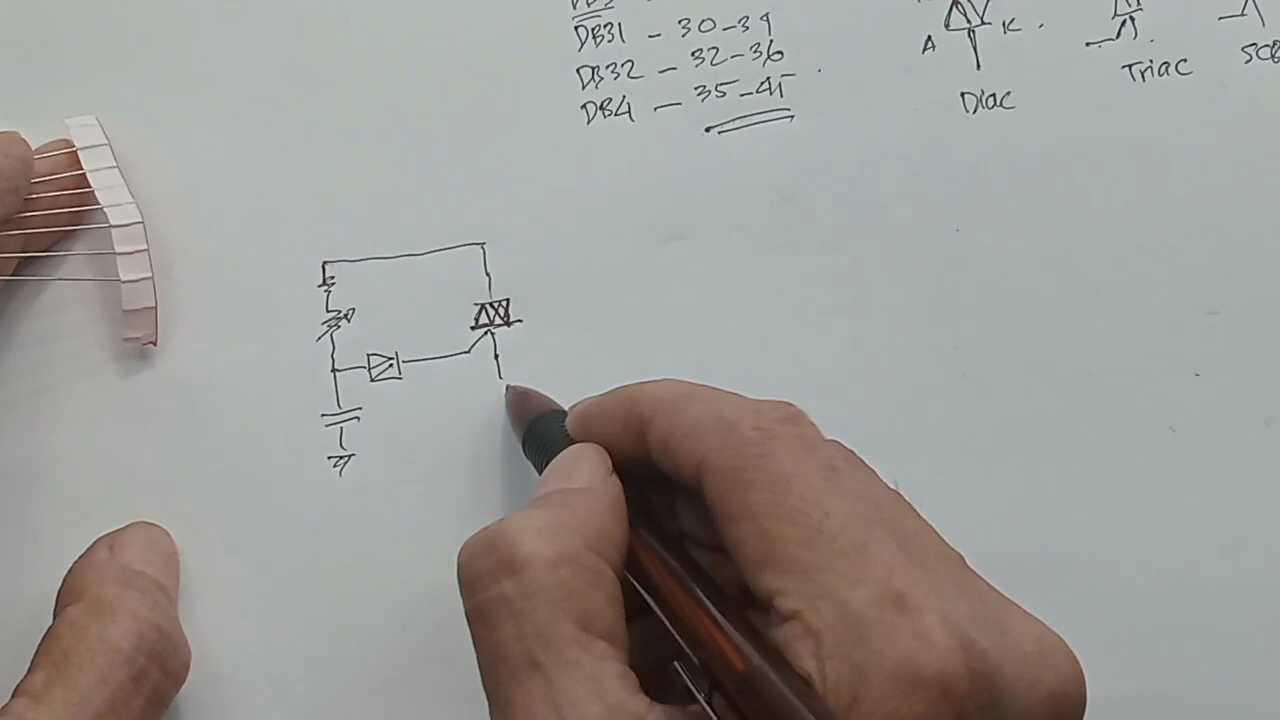 DB31 - 30-34
DB32 - 32-36
DB4 - 35-45
A K
Diac
Triac